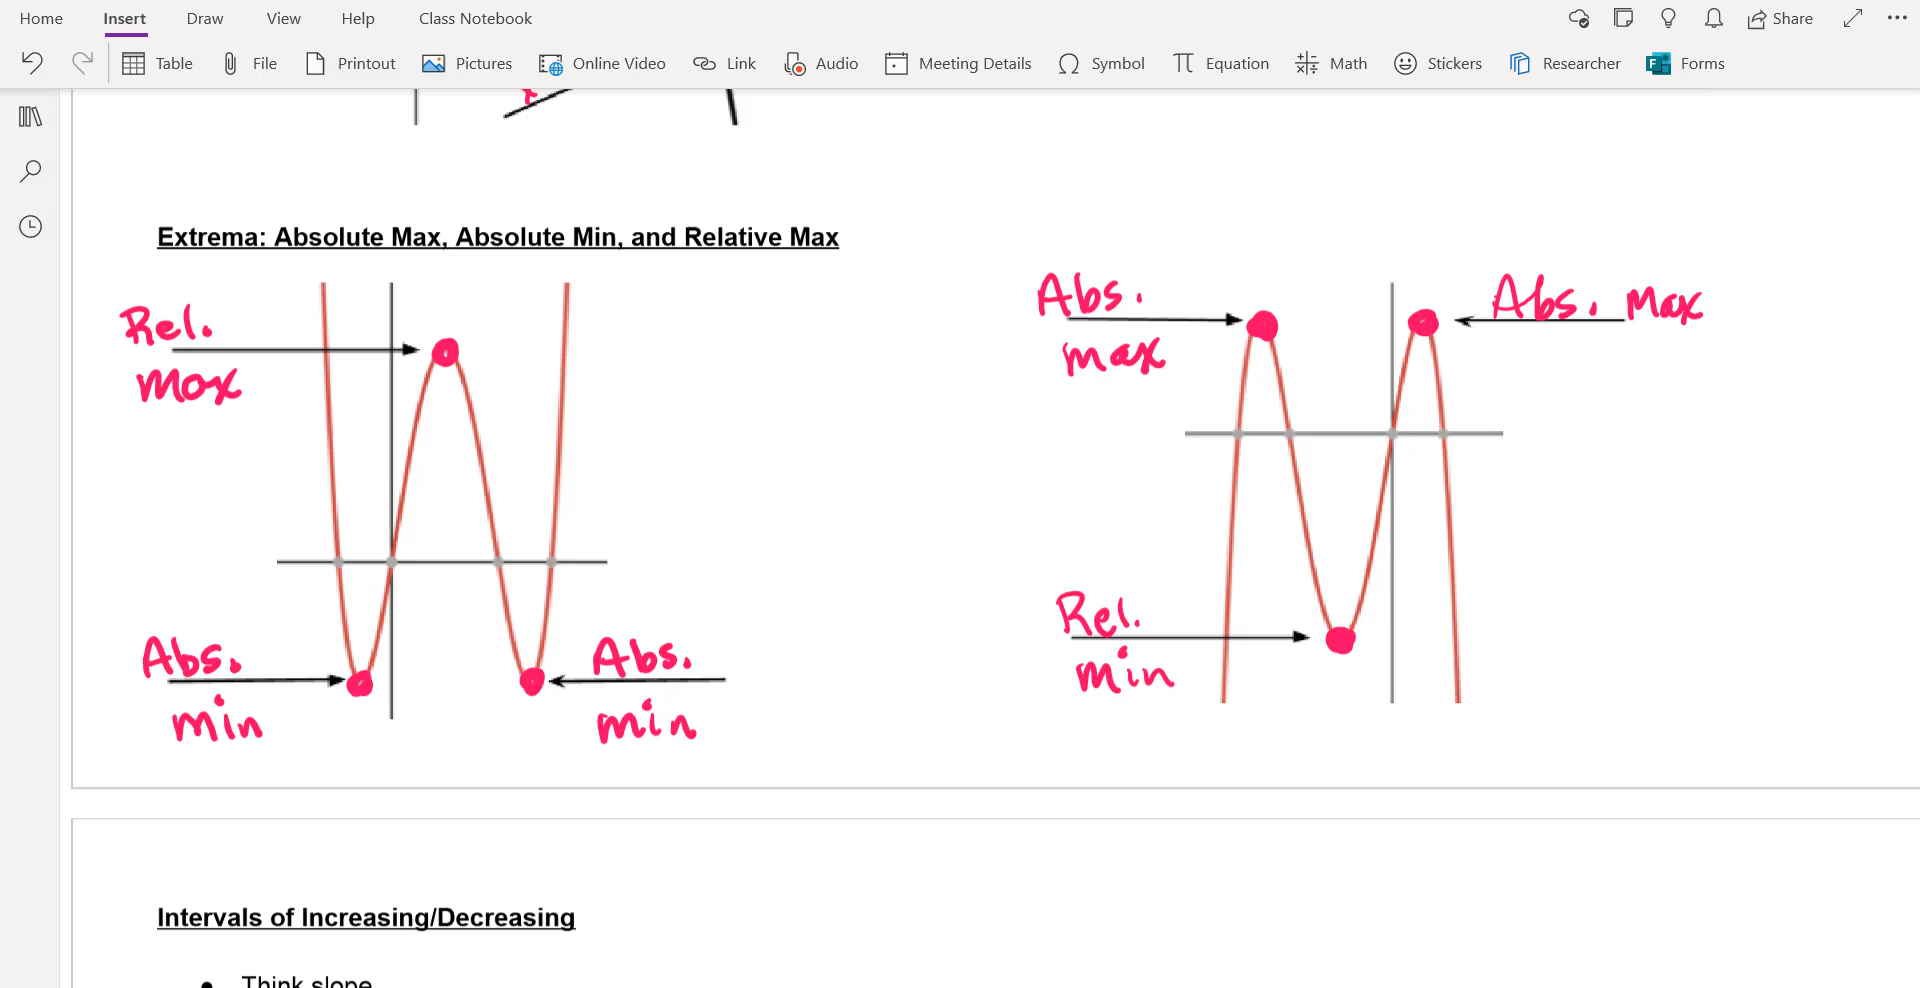 Home Insert Draw View Help Class Notebook Share
Table File Printout Pictures Online Video Link Audio Meeting Details Symbol Equation Math Stickers Researcher Forms
x
Extrema: Absolute Max, Absolute Min, and Relative Max
Rel.
max
Abs.
min
Abs.
min
Abs.
max
Abs. Max
Rel.
min
Intervals of Increasing/Decreasing
● Think slope